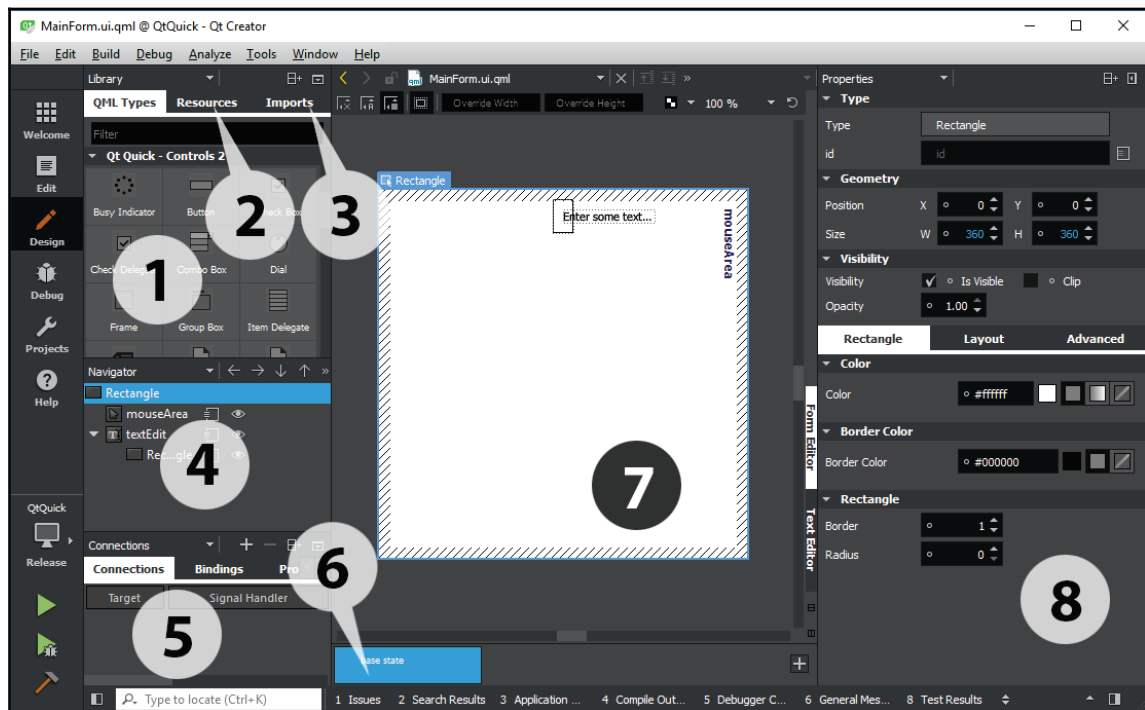 MainForm.ui.qml @ QtQuick - Qt Creator
File Edit Build Debug Analyze Tools Window Help
Library
MainForm.ui.qml
Properties
QML Types Resources Imports
Override Width Override Height 100 %
Type
Welcome
Filter
Type Rectangle
Qt Quick - Controls 2
id id
Edit
Rectangle
Geometry
Busy Indicator Button Check Box
Enter some text...
mouseArea
Position X 0 Y 0
2
3
Design
Size W 360 H 360
Combo Box Dial
1
Visibility
Debug
Visibility Is Visible Clip
Frame Group Box Item Delegate
Opacity 1.00
Projects
Rectangle Layout Advanced
Navigator
Color
Rectangle
Help
Color #ffffff
mouseArea
textEdit
Form Editor
Border Color
4
Border Color #000000
7
QtQuick
Rectangle
Text Editor
Border 1
Connections
Release
Radius 0
Connections Bindings
6
Target Signal Handler
8
5
base state
Type to locate (Ctrl+K) 1 Issues 2 Search Results 3 Application ... 4 Compile Out... 5 Debugger C... 6 General Mes... 8 Test Results